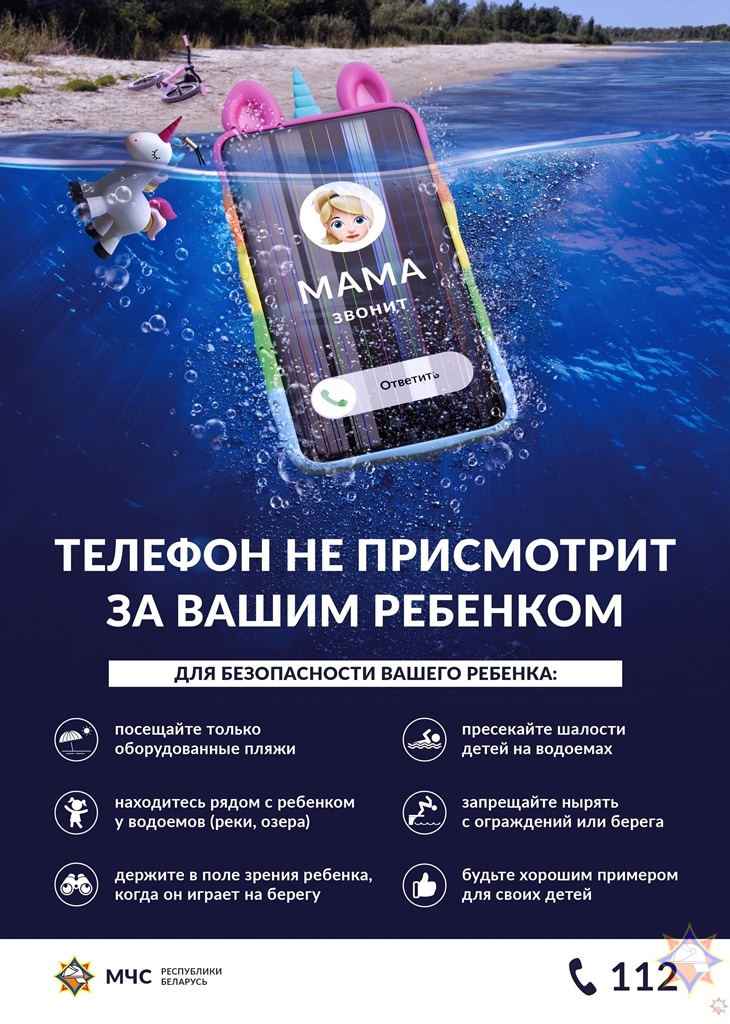 МАМА
ЗВОНИТ
Ответить
ТЕЛЕФОН НЕ ПРИСМОТРИТ
ЗА ВАШИМ РЕБЕНКОМ
ДЛЯ БЕЗОПАСНОСТИ ВАШЕГО РЕБЕНКА:
посещайте только
оборудованные пляжи
находитесь рядом с ребенком
у водоемов (реки, озера)
держите в поле зрения ребенка,
когда он играет на берегу
пресекайте шалости
детей на водоемах
запрещайте нырять
с ограждений или берега
будьте хорошим примером
для своих детей
МЧС РЕСПУБЛИКИ
БЕЛАРУСЬ
112